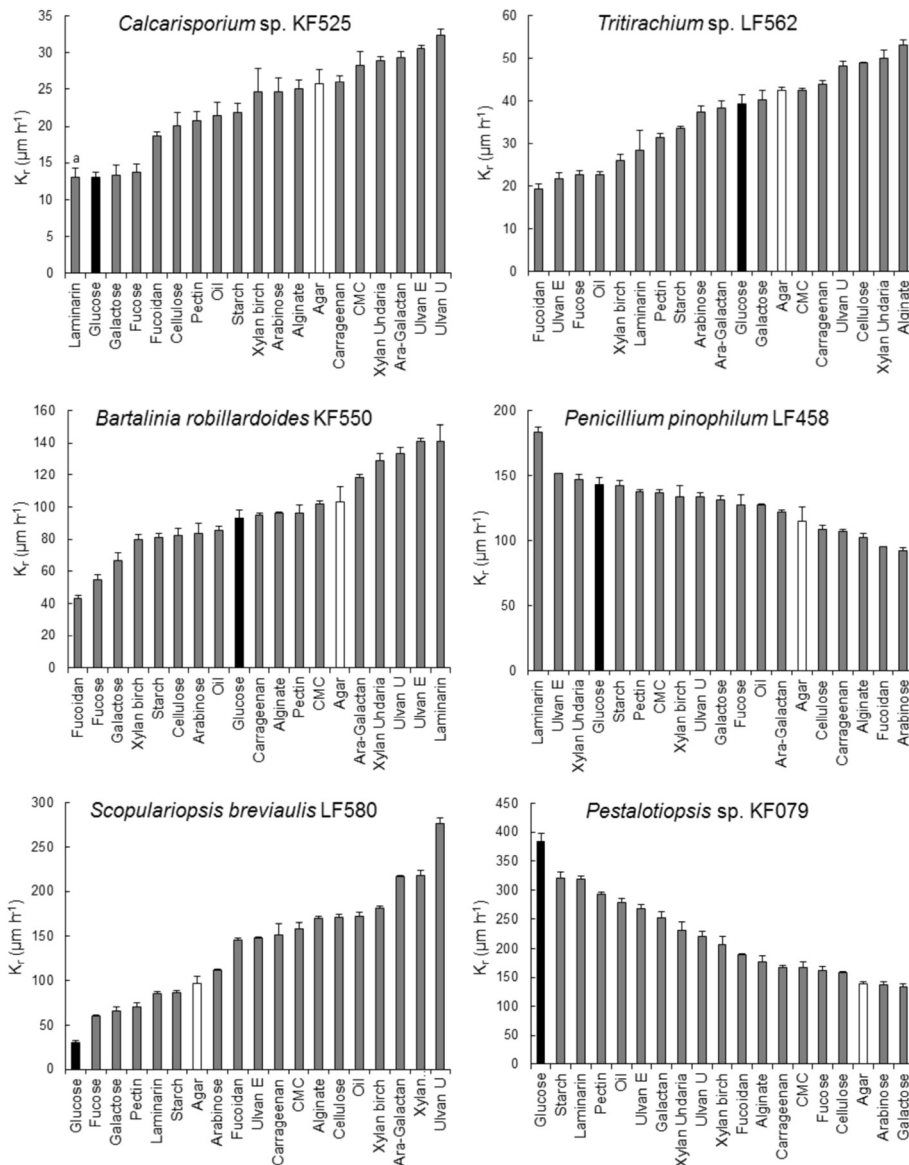 Calcarisporium sp. KF525
Kr (µm h-1)
35
30
25
20
15
10
5
0
a
Laminarin
Glucose
Galactose
Fucose
Fucoidan
Cellulose
Pectin
Oil
Starch
Xylan birch
Arabinose
Alginate
Agar
Carrageenan
CMC
Xylan Undaria
Ara-Galactan
Ulvan E
Ulvan U
Tritirachium sp. LF562
Kr (µm h-1)
60
50
40
30
20
10
0
Fucoidan
Ulvan E
Fucose
Oil
Xylan birch
Laminarin
Pectin
Starch
Arabinose
Ara-Galactan
Glucose
Galactose
Agar
CMC
Carrageenan
Ulvan U
Cellulose
Xylan Undaria
Alginate
Bartalinia robillardoides KF550
Kr (µm h-1)
160
140
120
100
80
60
40
20
0
Fucoidan
Fucose
Galactose
Xylan birch
Starch
Cellulose
Arabinose
Oil
Glucose
Carrageenan
Alginate
Pectin
CMC
Agar
Ara-Galactan
Xylan Undaria
Ulvan U
Ulvan E
Laminarin
Penicillium pinophilum LF458
Kr (µm h-1)
200
150
100
50
0
Laminarin
Ulvan E
Xylan Undaria
Glucose
Starch
Pectin
CMC
Xylan birch
Ulvan U
Galactose
Fucose
Oil
Ara-Galactan
Agar
Cellulose
Carrageenan
Alginate
Fucoidan
Arabinose
Scopulariopsis breviaulis LF580
Kr (µm h-1)
300
250
200
150
100
50
0
Glucose
Fucose
Galactose
Pectin
Laminarin
Starch
Agar
Arabinose
Fucoidan
Ulvan E
Carrageenan
CMC
Alginate
Cellulose
Oil
Xylan birch
Ara-Galactan
Xylan...
Ulvan U
Pestalotiopsis sp. KF079
Kr (µm h-1)
450
400
350
300
250
200
150
100
50
0
Glucose
Starch
Laminarin
Pectin
Oil
Ulvan E
Galactan
Xylan Undaria
Ulvan U
Xylan birch
Fucoidan
Alginate
Carrageenan
CMC
Fucose
Cellulose
Agar
Arabinose
Galactose